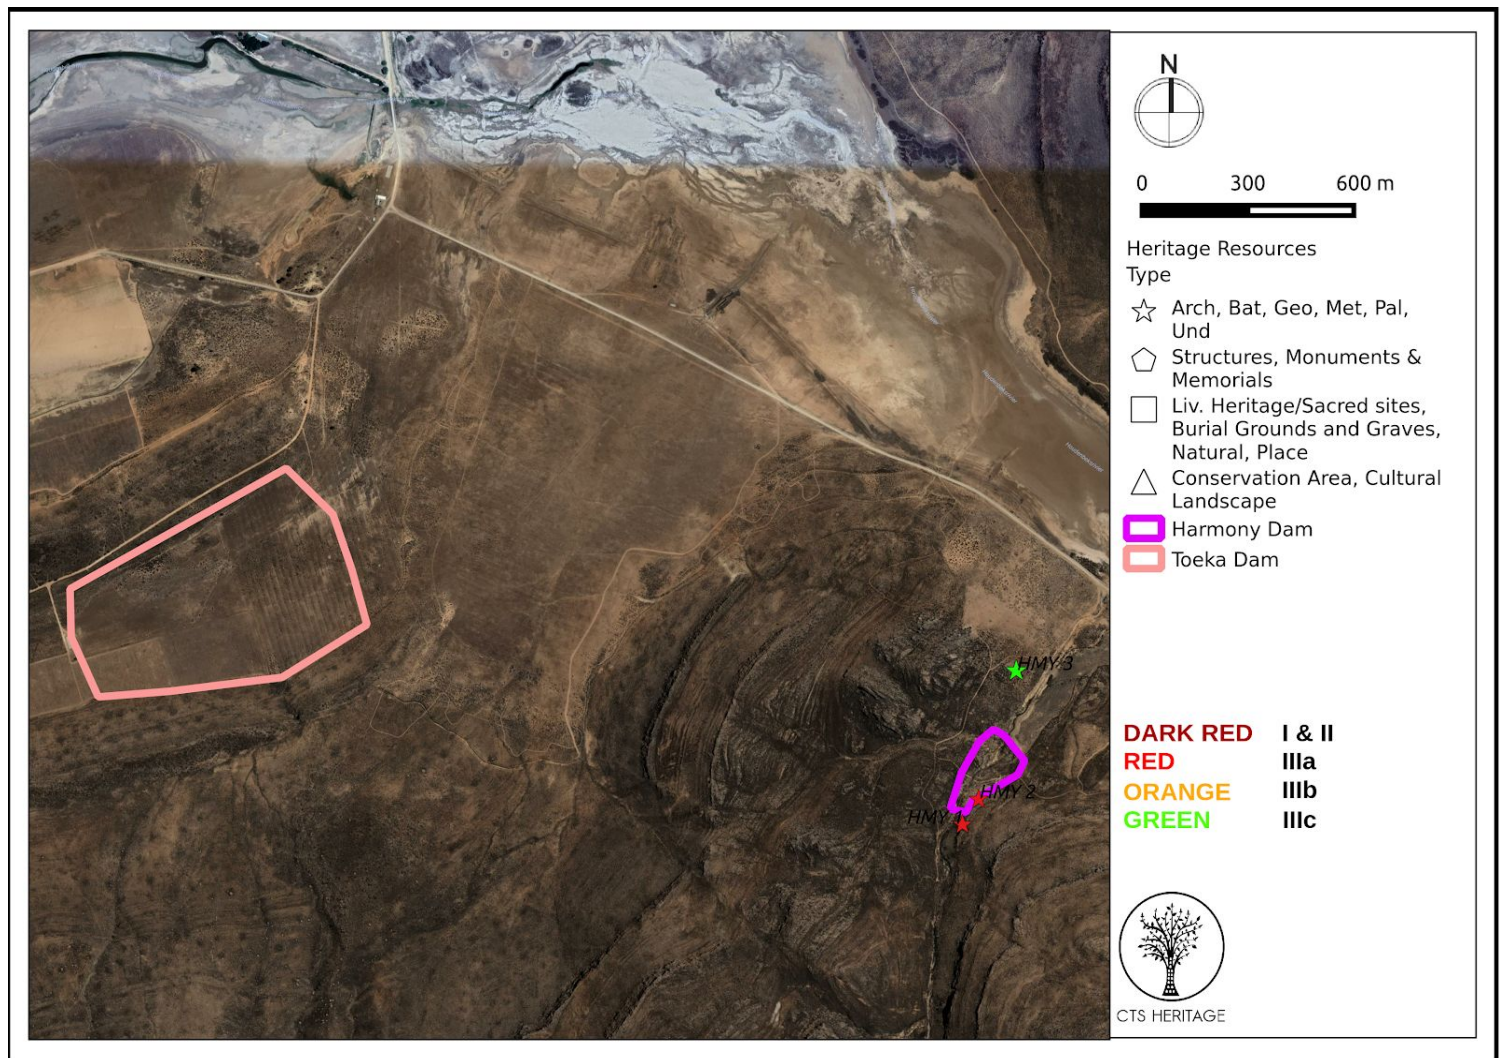 N
0 300 600 m
Heritage Resources
Type
Arch, Bat, Geo, Met, Pal,
Und
Structures, Monuments &
Memorials
Liv. Heritage/Sacred sites,
Burial Grounds and Graves,
Natural, Place
Conservation Area, Cultural
Landscape
Harmony Dam
Toeka Dam
HMY 3
HMY 2
HMY 1
DARK RED I & II
RED IIIa
ORANGE IIIb
GREEN IIIc
CTS HERITAGE